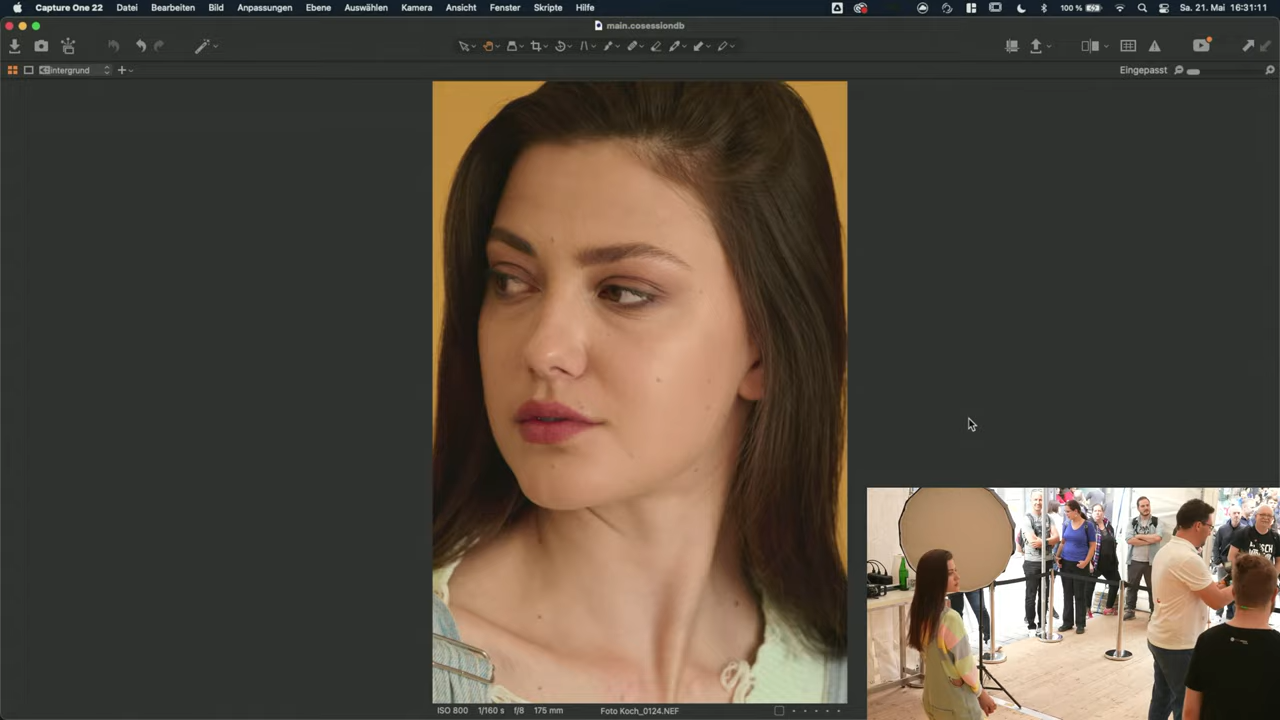 Capture One 22 Datei Bearbeiten Bild Anpassungen Ebene Auswählen Kamera Ansicht Fenster Skripte Hilfe 100 % Sa. 21. Mai 16:31:11
main.cosessiondb
intergrund
Eingepasst
ISO 800 1/160 s f/8 175 mm Foto Koch_0124.NEF